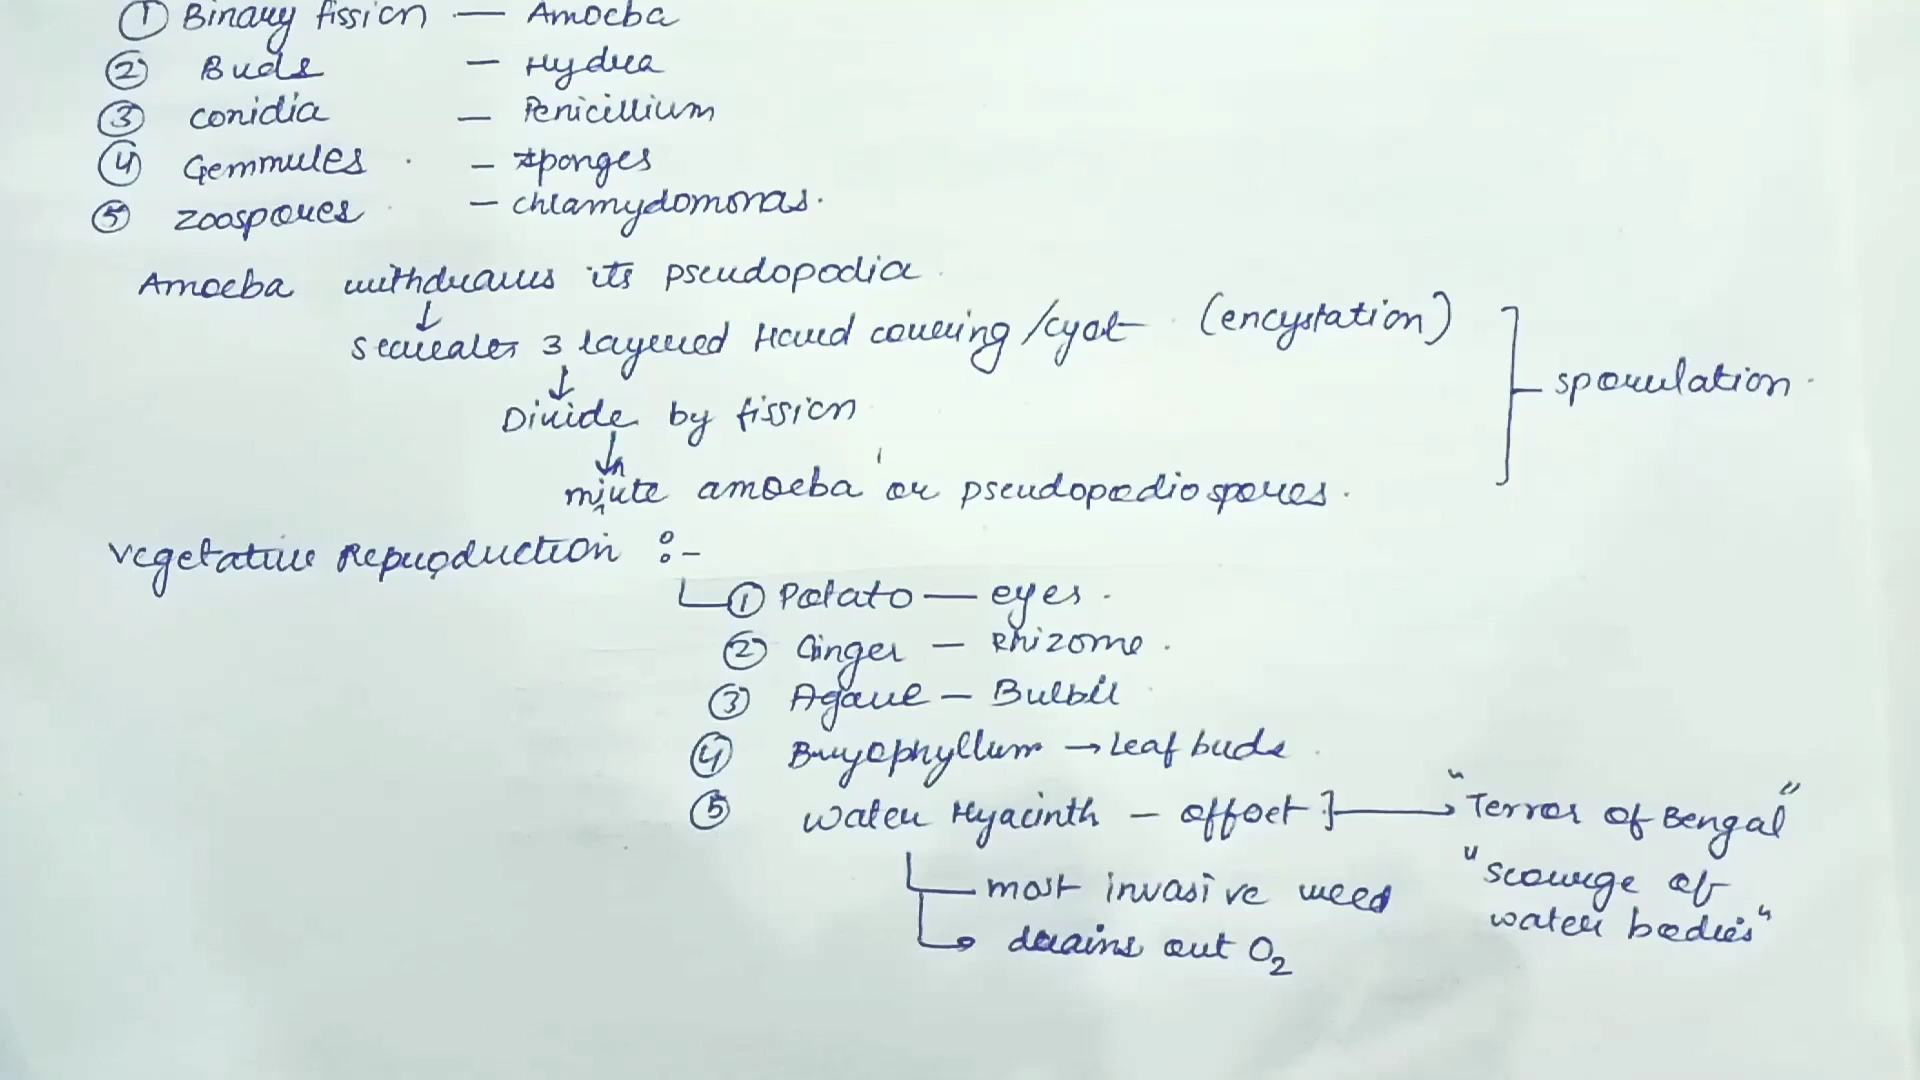 ① Binary fission — Amoeba
② Buds — Hydra
③ conidia — Penicillium
④ Gemmules — sponges
⑤ zoospores — chlamydomonas.
Amoeba withdraws its pseudopodia
↓
secreates 3 layered Hard covering /cyst (encystation)
↓
Divide by fission
↓
minute amoeba or pseudopodiospores.
sporulation
Vegetative Reproduction :-
① Potato — eyes
② Ginger — Rhizome
③ Agave — Bulbil
④ Bryophyllum → Leaf buds
⑤ water Hyacinth — offset ] → "Terror of Bengal"
"scourge of
water bodies"
most invasive weed
→ drains out O₂